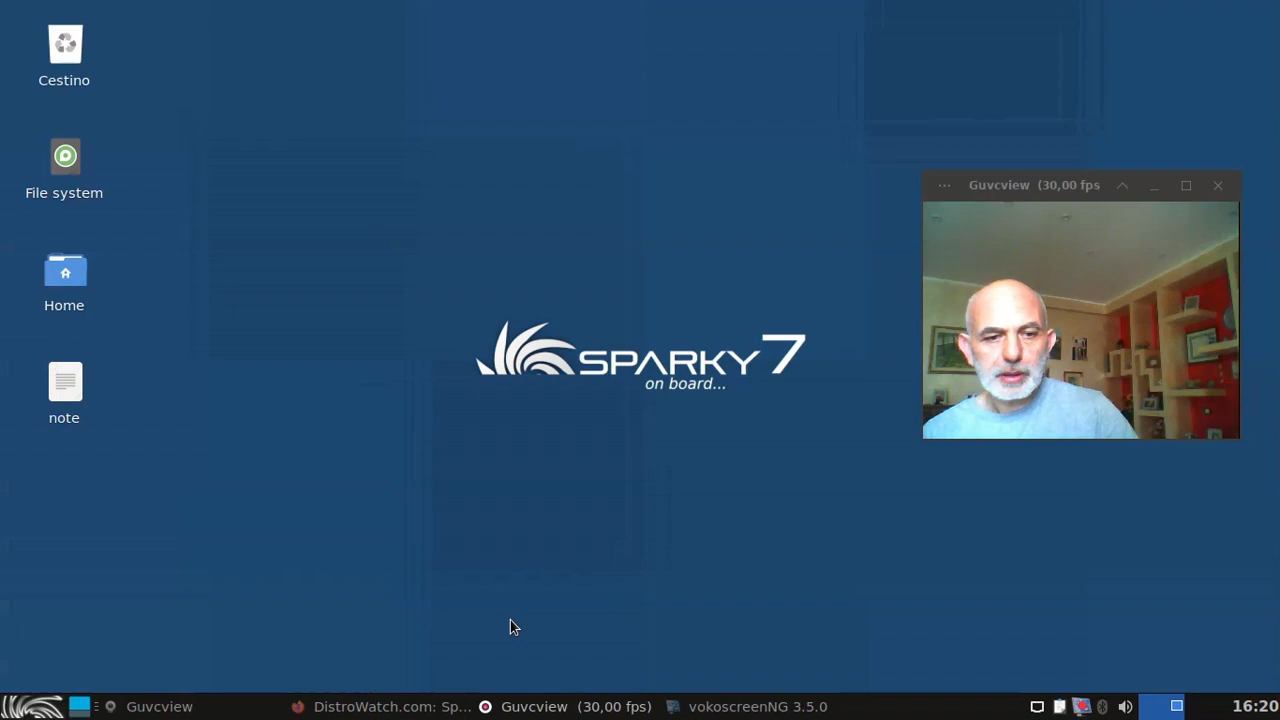 Cestino
File system
Home
note
Guvcview (30,00 fps
SPARKY 7
on board...
Guvcview
DistroWatch.com: Sp...
Guvcview (30,00 fps)
vokoscreenNG 3.5.0
16:20